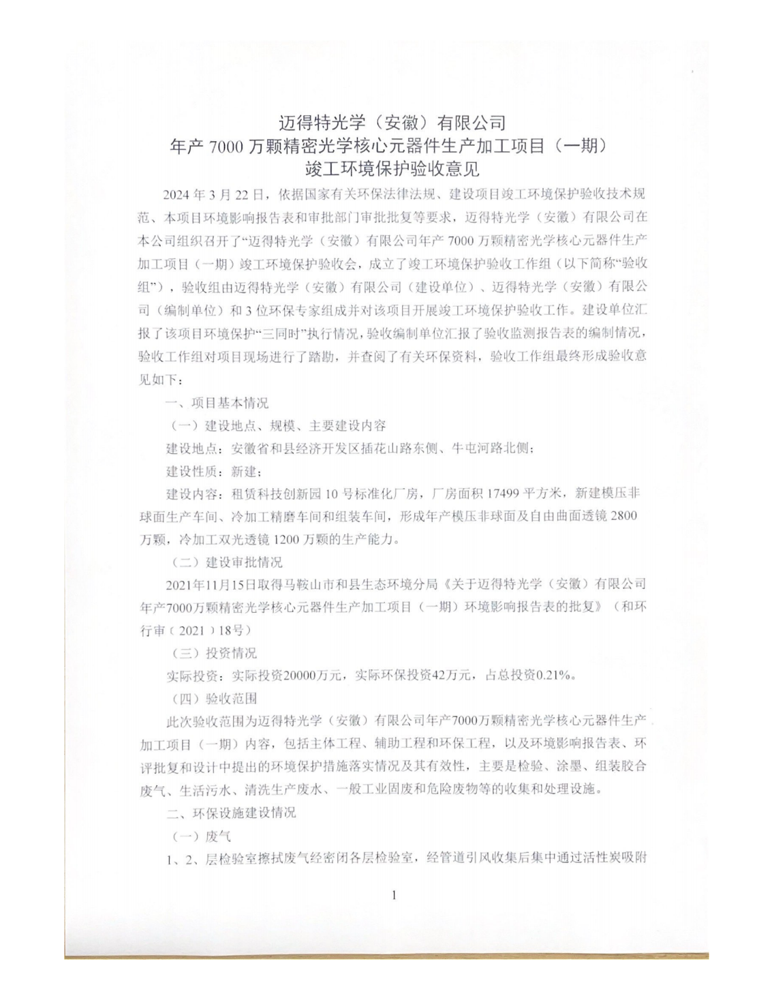 迈得特光学（安徽）有限公司
年产 7000 万颗精密光学核心元器件生产加工项目（一期）
竣工环境保护验收意见
2024 年 3 月 22 日，依据国家有关环保法律法规、建设项目竣工环境保护验收技术规
范、本项目环境影响报告表和审批部门审批批复等要求，迈得特光学（安徽）有限公司在
本公司组织召开了“迈得特光学（安徽）有限公司年产 7000 万颗精密光学核心元器件生产
加工项目（一期）竣工环境保护验收会，成立了竣工环境保护验收工作组（以下简称“验收
组”），验收组由迈得特光学（安徽）有限公司（建设单位）、迈得特光学（安徽）有限公
司（编制单位）和 3 位环保专家组成并对该项目开展竣工环境保护验收工作。建设单位汇
报了该项目环境保护“三同时”执行情况，验收编制单位汇报了验收监测报告表的编制情况，
验收工作组对项目现场进行了踏勘，并查阅了有关环保资料，验收工作组最终形成验收意
见如下：
一、项目基本情况
（一）建设地点、规模、主要建设内容
建设地点：安徽省和县经济开发区插花山路东侧、牛屯河路北侧；
建设性质：新建；
建设内容：租赁科技创新园 10 号标准化厂房，厂房面积 17499 平方米，新建模压非
球面生产车间、冷加工精磨车间和组装车间，形成年产模压非球面及自由曲面透镜 2800
万颗，冷加工双光透镜 1200 万颗的生产能力。
（二）建设审批情况
2021年11月15日取得马鞍山市和县生态环境分局《关于迈得特光学（安徽）有限公司
年产7000万颗精密光学核心元器件生产加工项目（一期）环境影响报告表的批复》（和环
行审﹝2021﹞18号）
（三）投资情况
实际投资：实际投资20000万元，实际环保投资42万元，占总投资0.21%。
（四）验收范围
此次验收范围为迈得特光学（安徽）有限公司年产7000万颗精密光学核心元器件生产
加工项目（一期）内容，包括主体工程、辅助工程和环保工程，以及环境影响报告表、环
评批复和设计中提出的环境保护措施落实情况及其有效性，主要是检验、涂墨、组装胶合
废气、生活污水、清洗生产废水、一般工业固废和危险废物等的收集和处理设施。
二、环保设施建设情况
（一）废气
1、2、层检验室擦拭废气经密闭各层检验室，经管道引风收集后集中通过活性炭吸附
1